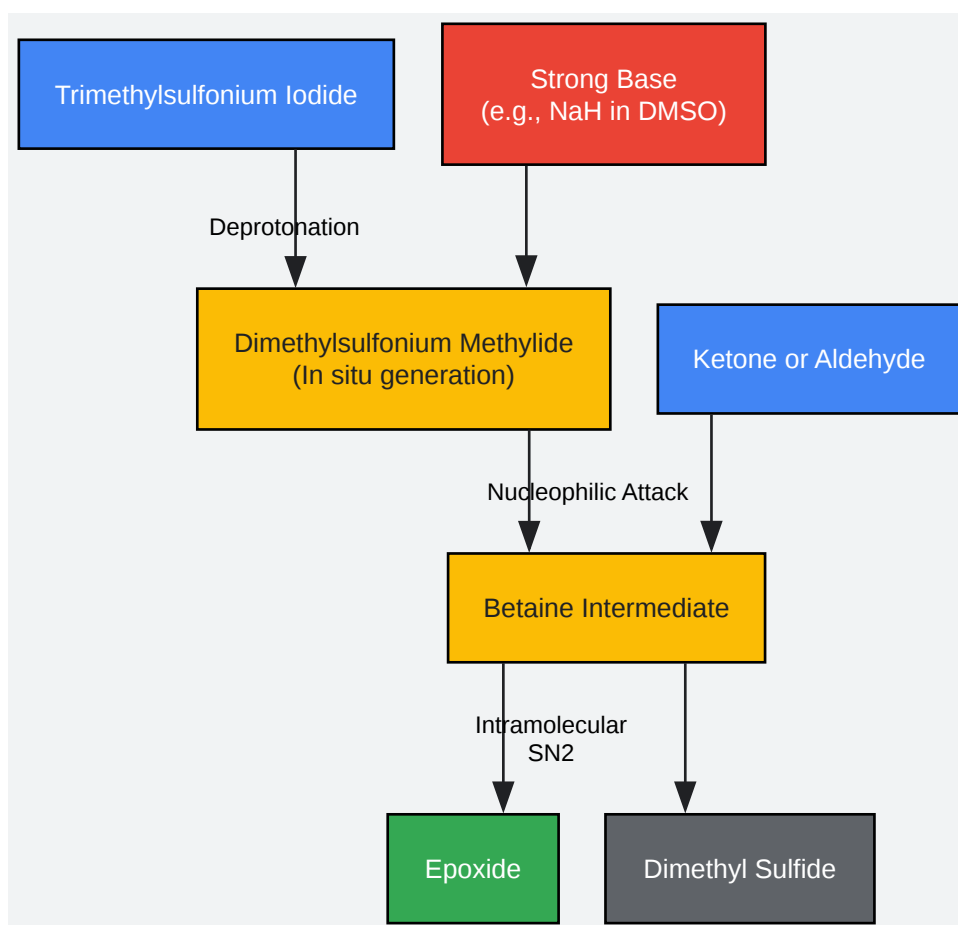 Trimethylsulfonium Iodide
Strong Base
(e.g., NaH in DMSO)
Deprotonation
Dimethylsulfonium Methylide
(In situ generation)
Ketone or Aldehyde
Nucleophilic Attack
Betaine Intermediate
Intramolecular
SN2
Epoxide
Dimethyl Sulfide